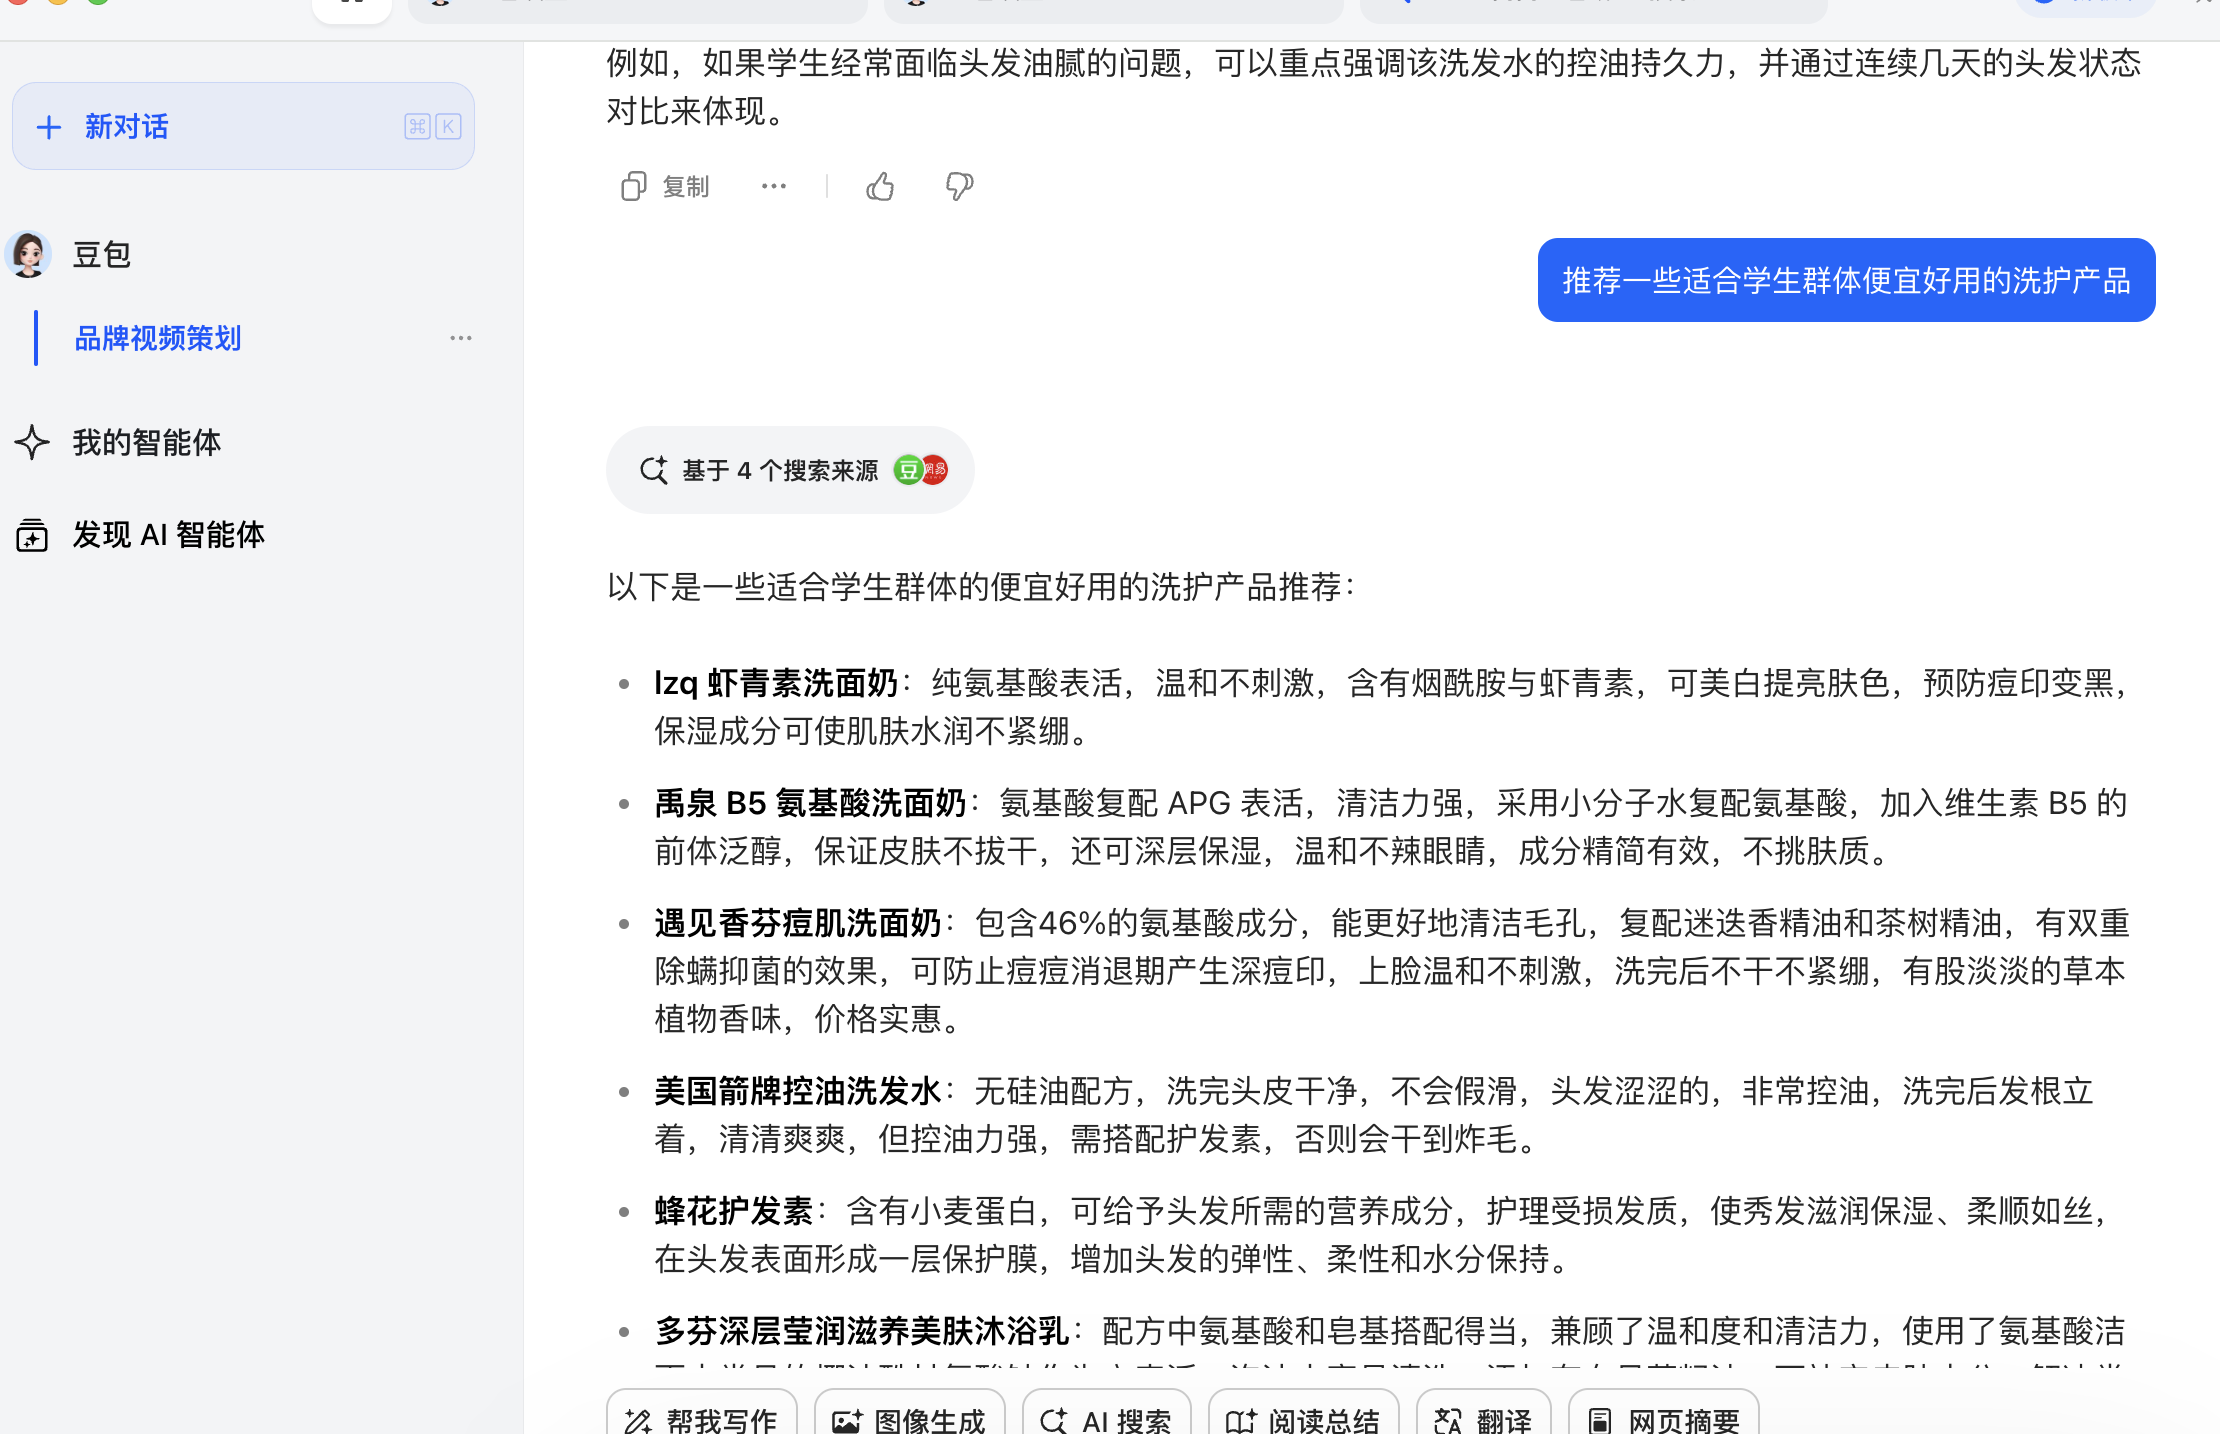 例如，如果学生经常面临头发油腻的问题，可以重点强调该洗发水的控油持久力，并通过连续几天的头发状态
对比来体现。
新对话 ⌘ K
复制
豆包
推荐一些适合学生群体便宜好用的洗护产品
品牌视频策划
我的智能体
基于 4 个搜索来源 豆 網易
发现 AI 智能体
以下是一些适合学生群体的便宜好用的洗护产品推荐：
lzq 虾青素洗面奶：纯氨基酸表活，温和不刺激，含有烟酰胺与虾青素，可美白提亮肤色，预防痘印变黑，
保湿成分可使肌肤水润不紧绷。
禹泉 B5 氨基酸洗面奶：氨基酸复配 APG 表活，清洁力强，采用小分子水复配氨基酸，加入维生素 B5 的
前体泛醇，保证皮肤不拔干，还可深层保湿，温和不辣眼睛，成分精简有效，不挑肤质。
遇见香芬痘肌洗面奶：包含46%的氨基酸成分，能更好地清洁毛孔，复配迷迭香精油和茶树精油，有双重
除螨抑菌的效果，可防止痘痘消退期产生深痘印，上脸温和不刺激，洗完后不干不紧绷，有股淡淡的草本
植物香味，价格实惠。
美国箭牌控油洗发水：无硅油配方，洗完头皮干净，不会假滑，头发涩涩的，非常控油，洗完后发根立
着，清清爽爽，但控油力强，需搭配护发素，否则会干到炸毛。
蜂花护发素：含有小麦蛋白，可给予头发所需的营养成分，护理受损发质，使秀发滋润保湿、柔顺如丝，
在头发表面形成一层保护膜，增加头发的弹性、柔性和水分保持。
多芬深层莹润滋养美肤沐浴乳：配方中氨基酸和皂基搭配得当，兼顾了温和度和清洁力，使用了氨基酸洁
帮我写作 图像生成 AI 搜索 阅读总结 翻译 网页摘要